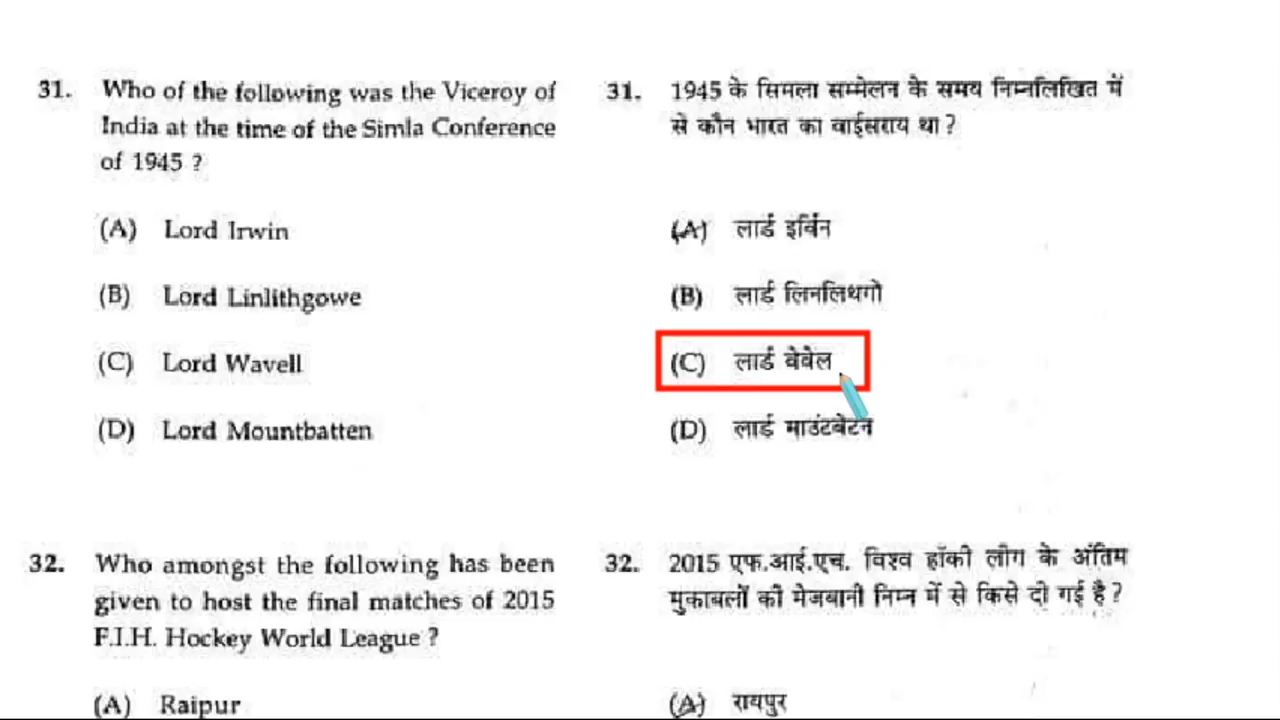 31. Who of the following was the Viceroy of
India at the time of the Simla Conference
of 1945 ?
(A) Lord Irwin
(B) Lord Linlithgowe
(C) Lord Wavell
(D) Lord Mountbatten
32. Who amongst the following has been
given to host the final matches of 2015
F.I.H. Hockey World League ?
(A) Raipur
31. 1945 के सिमला सम्मेलन के समय निम्नलिखित में
से कौन भारत का वाईसराय था ?
(A) लार्ड इर्विन
(B) लार्ड लिनलिथगो
(C) लार्ड वेवेल
(D) लार्ड माउंटबेटन
32. 2015 एफ.आई.एच. विश्व हॉकी लीग के अंतिम
मुकाबलों की मेजबानी निम्न में से किसे दी गई है ?
(A) रायपुर